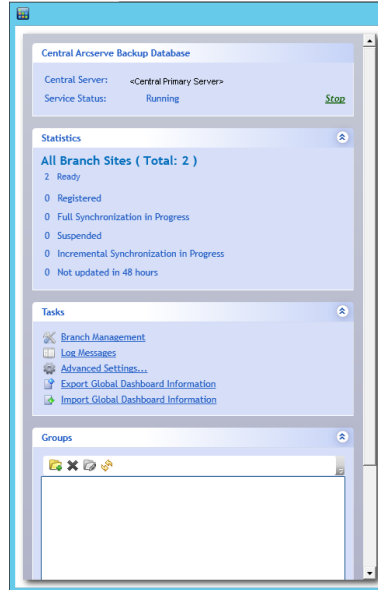 Central Arcserve Backup Database
Central Server: <Central Primary Server>
Service Status: Running Stop
Statistics
All Branch Sites ( Total: 2 )
2 Ready
0 Registered
0 Full Synchronization in Progress
0 Suspended
0 Incremental Synchronization in Progress
0 Not updated in 48 hours
Tasks
Branch Management
Log Messages
Advanced Settings...
Export Global Dashboard Information
Import Global Dashboard Information
Groups